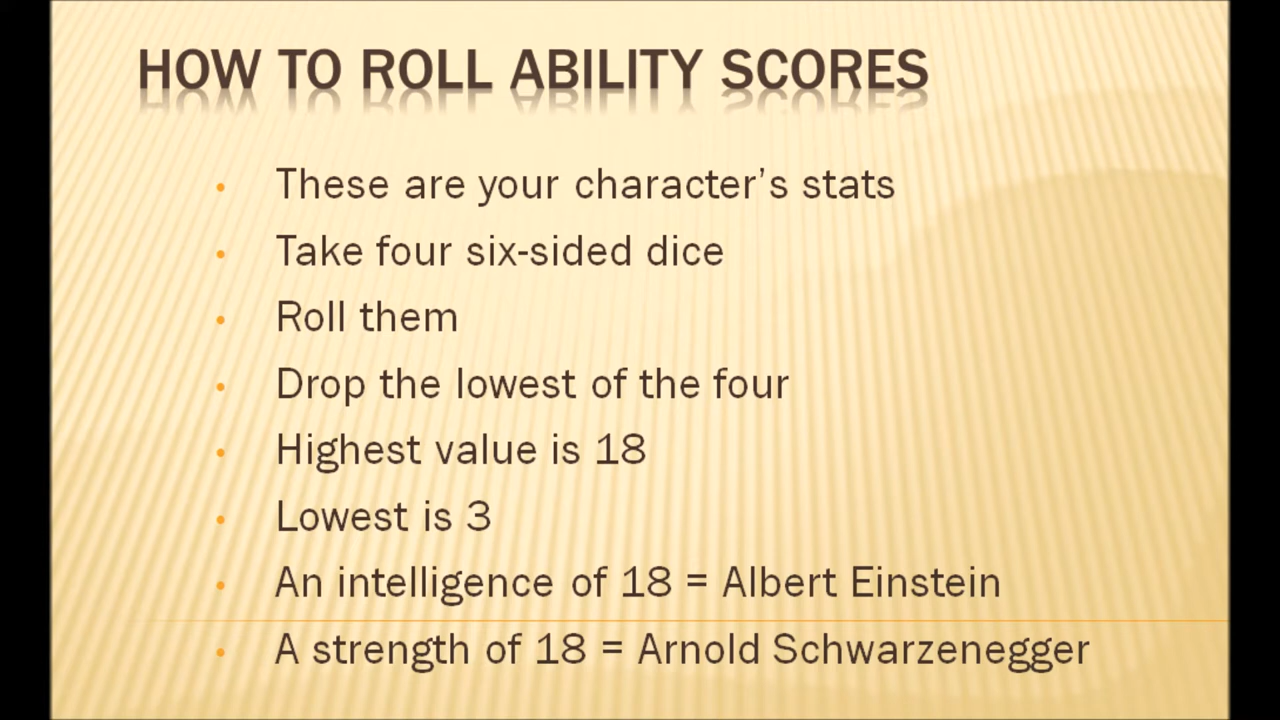 HOW TO ROLL ABILITY SCORES
• These are your character's stats
• Take four six-sided dice
• Roll them
• Drop the lowest of the four
• Highest value is 18
• Lowest is 3
• An intelligence of 18 = Albert Einstein
• A strength of 18 = Arnold Schwarzenegger